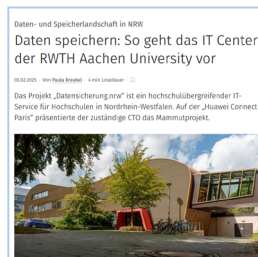 Daten- und Speicherlandschaft in NRW
Daten speichern: So geht das IT Center
der RWTH Aachen University vor
03.02.2025 · Von Paula Breukel · 4 min Lesedauer ·
Das Projekt „Datensicherung.nrw“ ist ein hochschulübergreifender IT-
Service für Hochschulen in Nordrhein-Westfalen. Auf der „Huawei Connect
Paris“ präsentierte der zuständige CTO das Mammutprojekt.